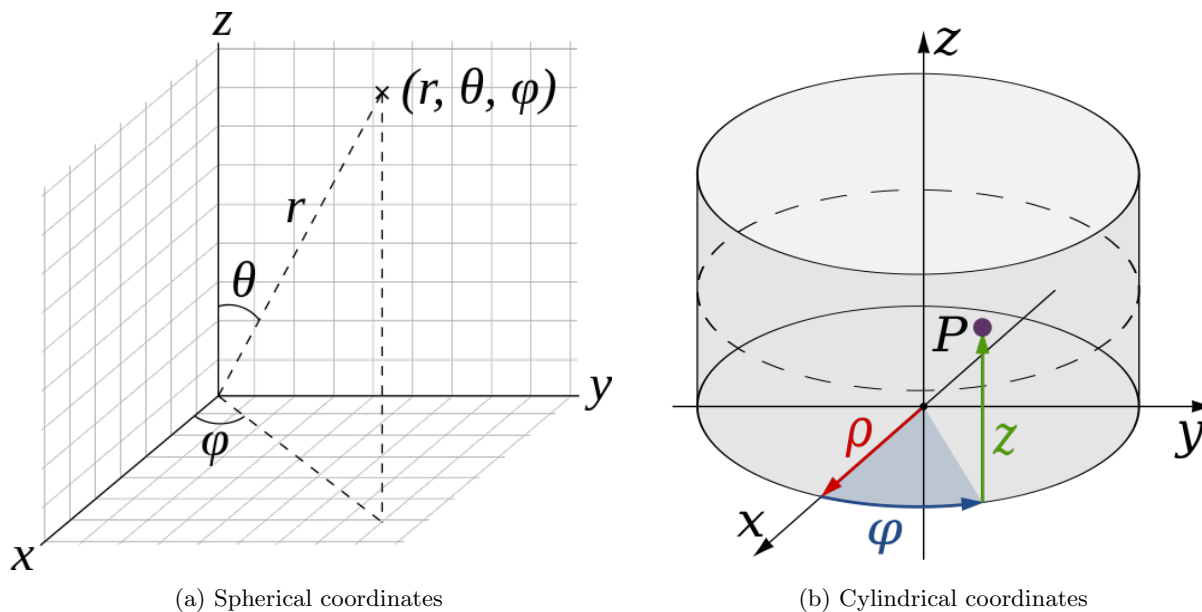 z
(r, θ, φ)
r
θ
y
φ
x
(a) Spherical coordinates
z
P
ρ
z
y
x
φ
(b) Cylindrical coordinates